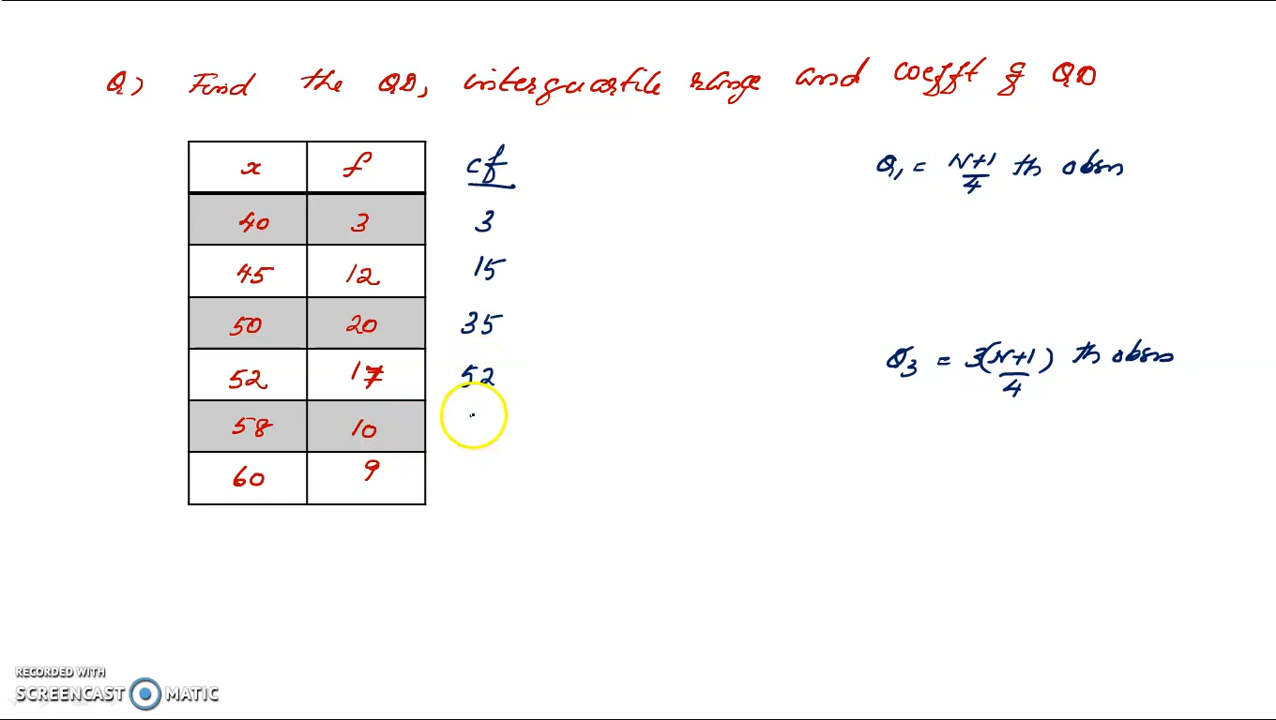 Q) Find the QD, interquartile range and coefft of QD
x f cf
40 3 3
45 12 15
50 20 35
52 17 52
58 10
60 9
Q₁ = N+1/4 th obsn
Q₃ = 3(N+1)/4 th obsn
RECORDED WITH
SCREENCAST MATIC